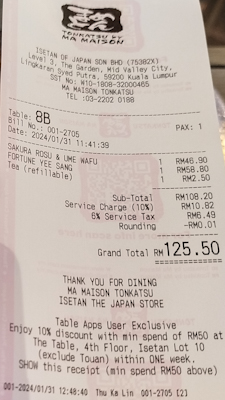 TONKATSU BY
MA MAISON
ISETAN OF JAPAN SDN BHD (75382X)
Level 3, The Garden, Mid Valley City,
Lingkaran Syed Putra, 59200 Kuala Lumpur
SST No: W10-1808-32000465
MA MAISON TONKATSU
TEL :03-2202 0188
Table: 8B
Bill No.: 001-2705
PAX: 1
Date: 2024/01/31 11:41:39
SAKURA ROSU & UME WAFU 1 RM46.90
FORTUNE YEE SANG 1 RM58.80
Tea (refillable) 1 RM2.50
Sub-Total RM108.20
Service Charge (10%) RM10.82
6% Service Tax RM6.49
Rounding -RM0.01
Grand Total RM125.50
THANK YOU FOR DINING
MA MAISON TONKATSU
ISETAN THE JAPAN STORE
Table Apps User Exclusive
Enjoy 10% discount with min spend of RM50 at
The Table, 4th Floor, Isetan Lot 10
(exclude Touan) within ONE week.
SHOW this receipt (min spend RM50 above)
001-2024/01/31 12:48:40 Thu Ka Lin 001-2705 [2]